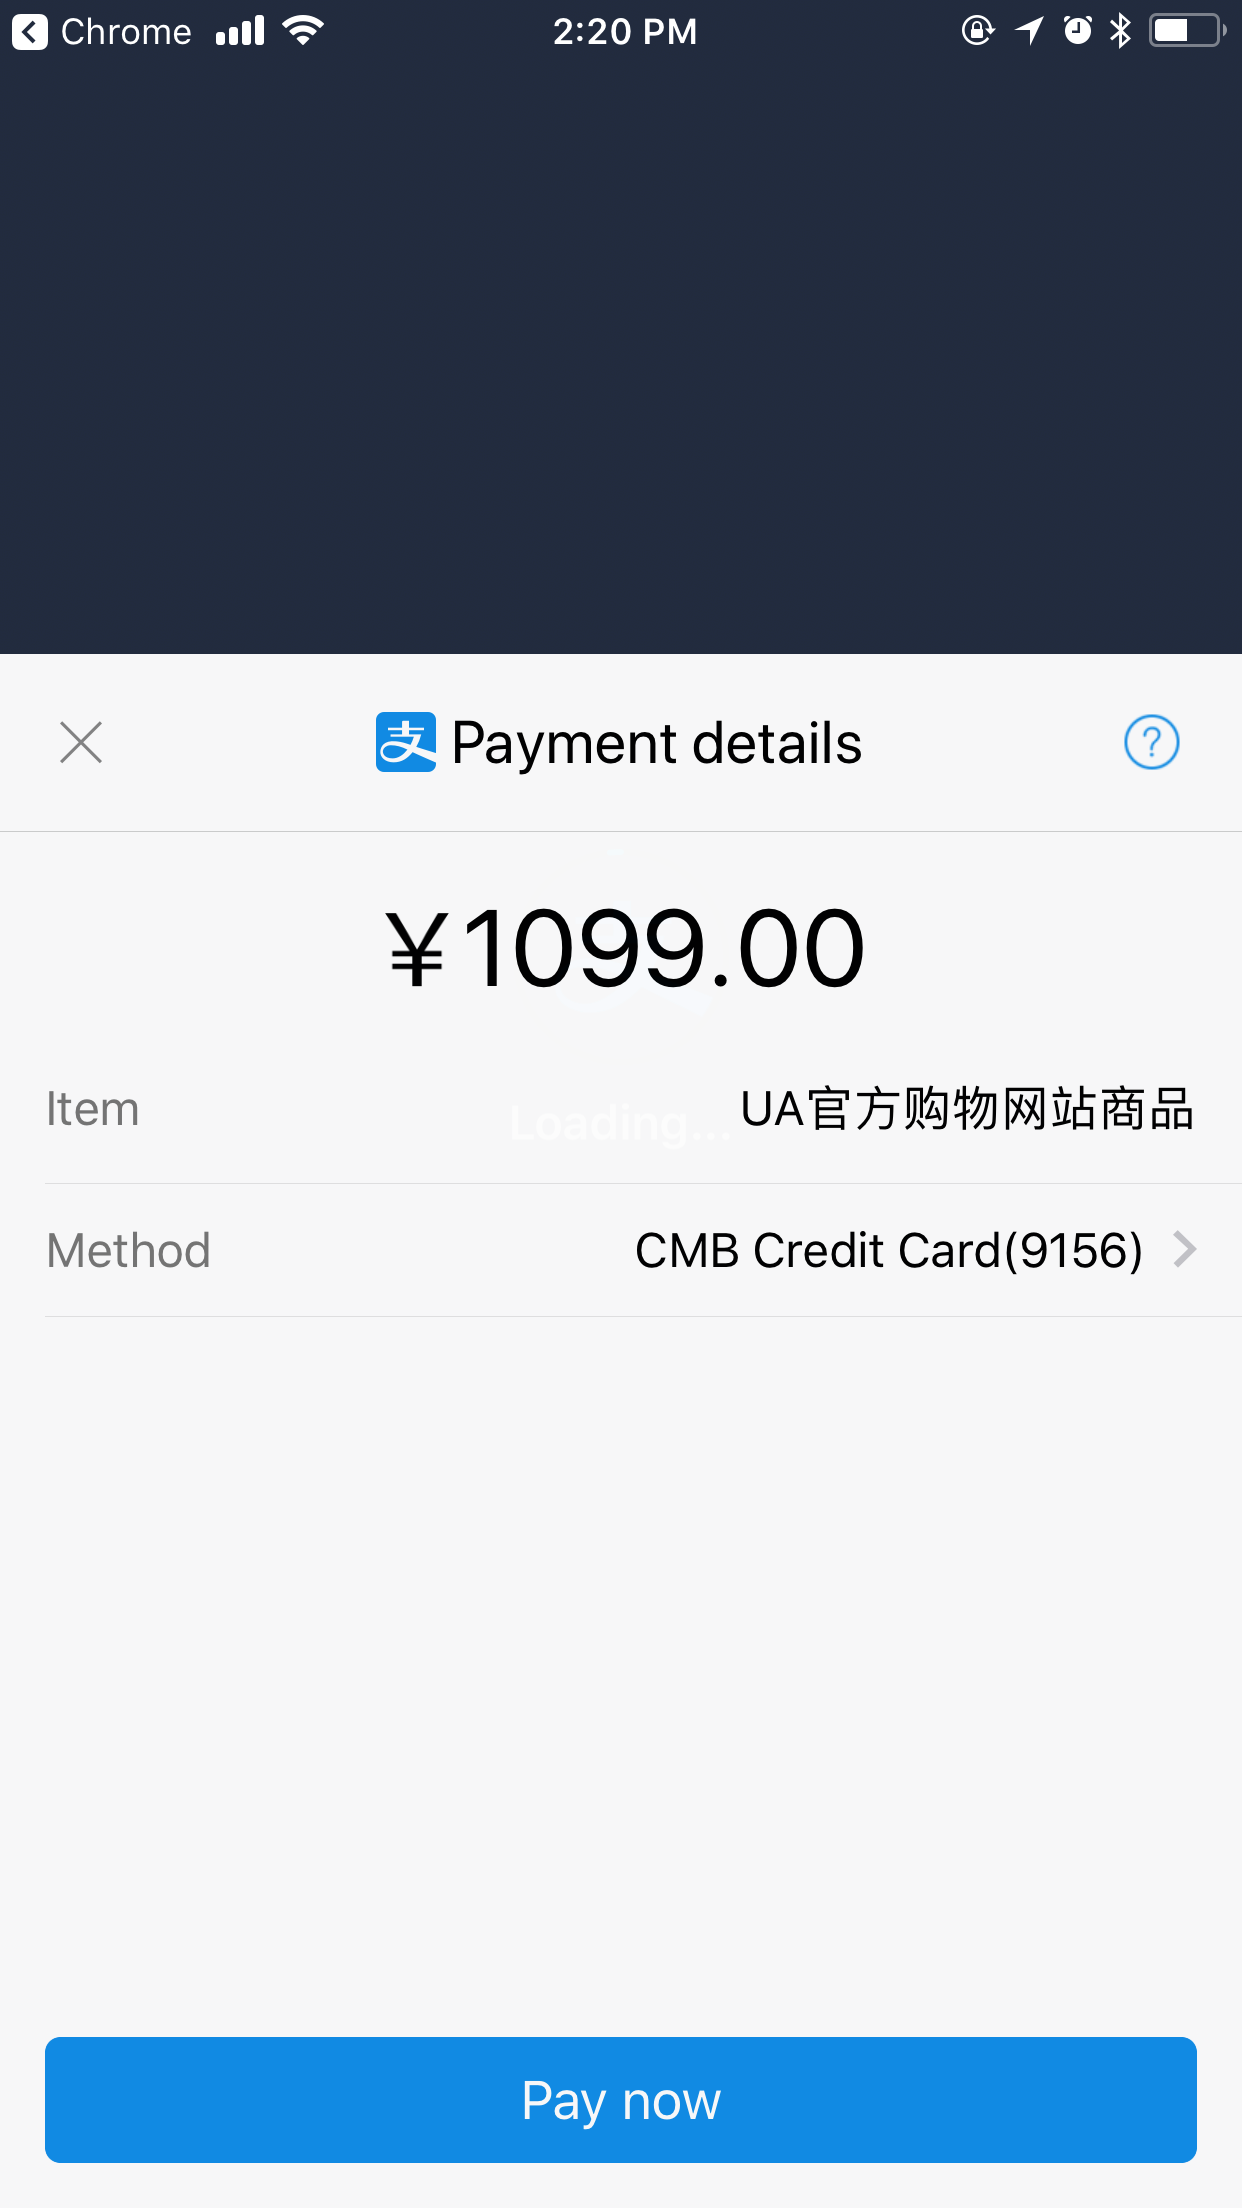 Chrome 2:20 PM
支 Payment details ?
¥1099.00
Item Loading... UA官方购物网站商品
Method CMB Credit Card(9156)
Pay now